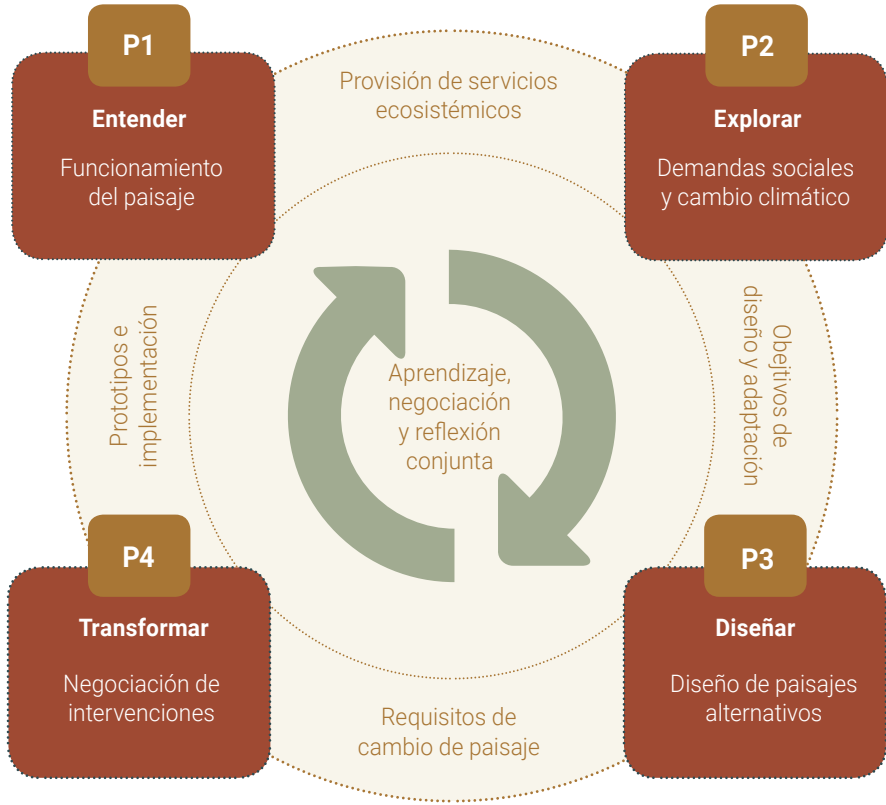 P1
Entender
Funcionamiento
del paisaje
Provisión de servicios
ecosistémicos
P2
Explorar
Demandas sociales
y cambio climático
Prototipos e
implementación
Aprendizaje,
negociación
y reflexión
conjunta
Obejtivos de
diseño y adaptación
P4
Transformar
Negociación de
intervenciones
Requisitos de
cambio de paisaje
P3
Diseñar
Diseño de paisajes
alternativos